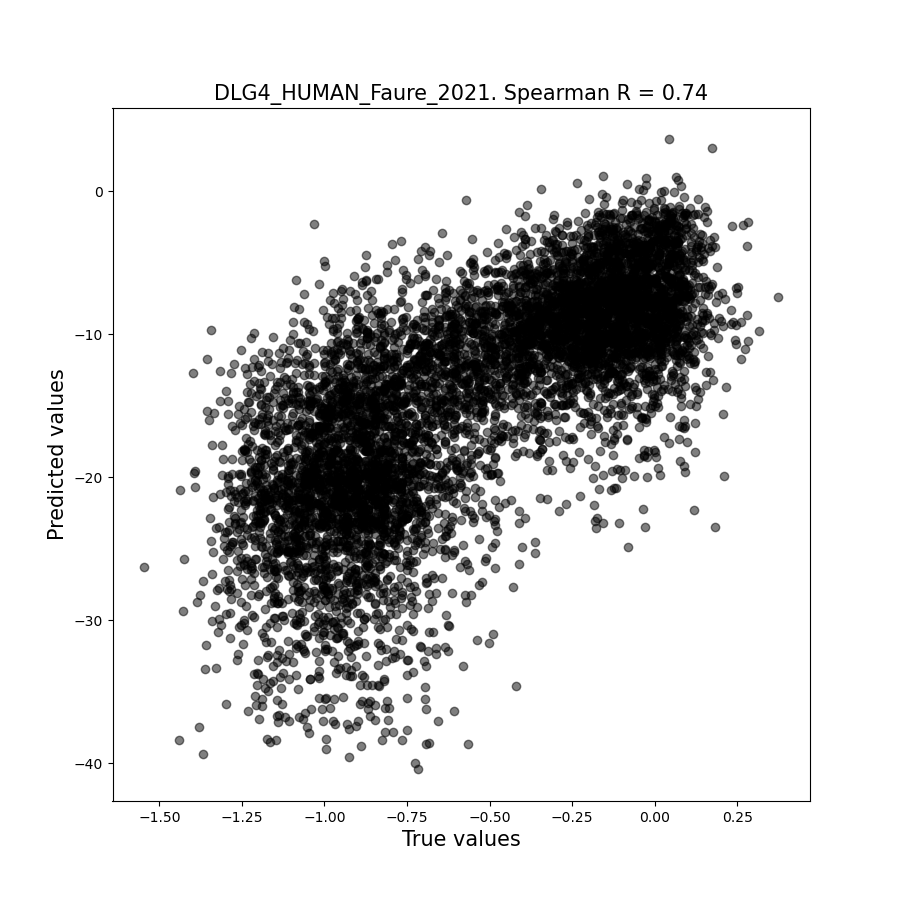 DLG4_HUMAN_Faure_2021. Spearman R = 0.74
Predicted values
0
−10
−20
−30
−40
−1.50 −1.25 −1.00 −0.75 −0.50 −0.25 0.00 0.25
True values